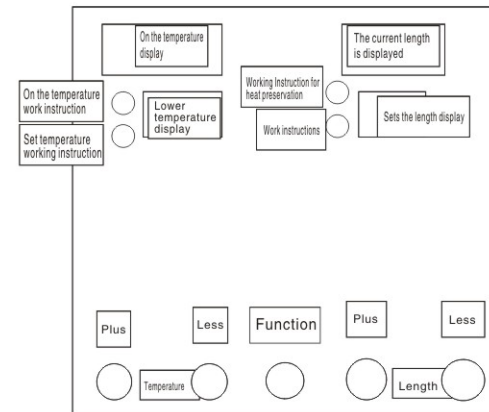 On the temperature
display
The current length
is displayed
Working Instruction for
heat preservation
On the temperature
work instruction
Lower
temperature
display
Sets the length display
Work instructions
Set temperature
working instruction
Plus
Less
Function
Plus
Less
Temperature
Length